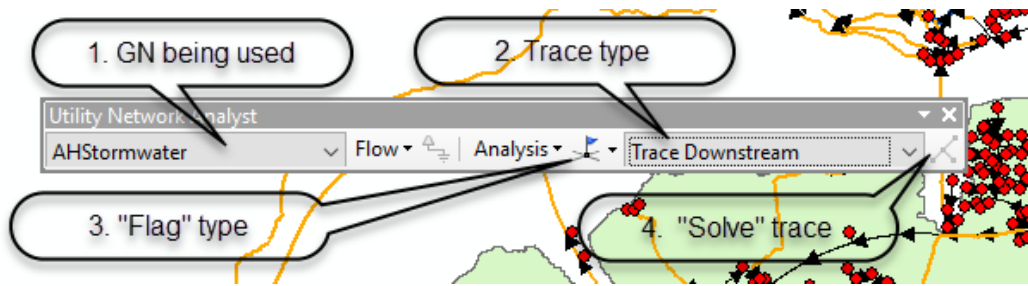 1. GN being used
2. Trace type
Utility Network Analyst
AHStormwater
Flow
Analysis
Trace Downstream
3. "Flag" type
4. "Solve" trace